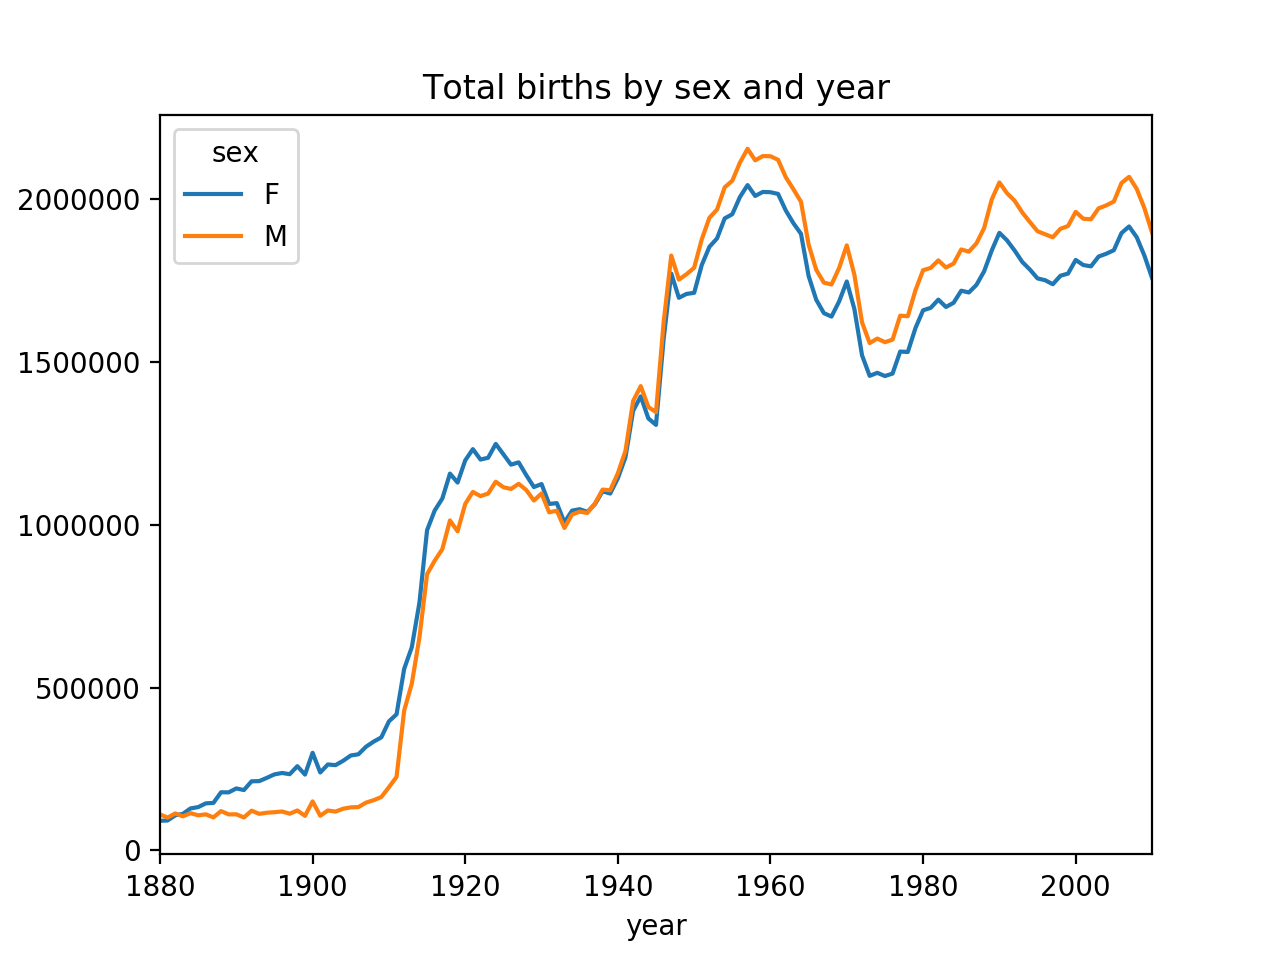 Total births by sex and year
sex
F
M
2000000
1500000
1000000
500000
0
1880 1900 1920 1940 1960 1980 2000
year